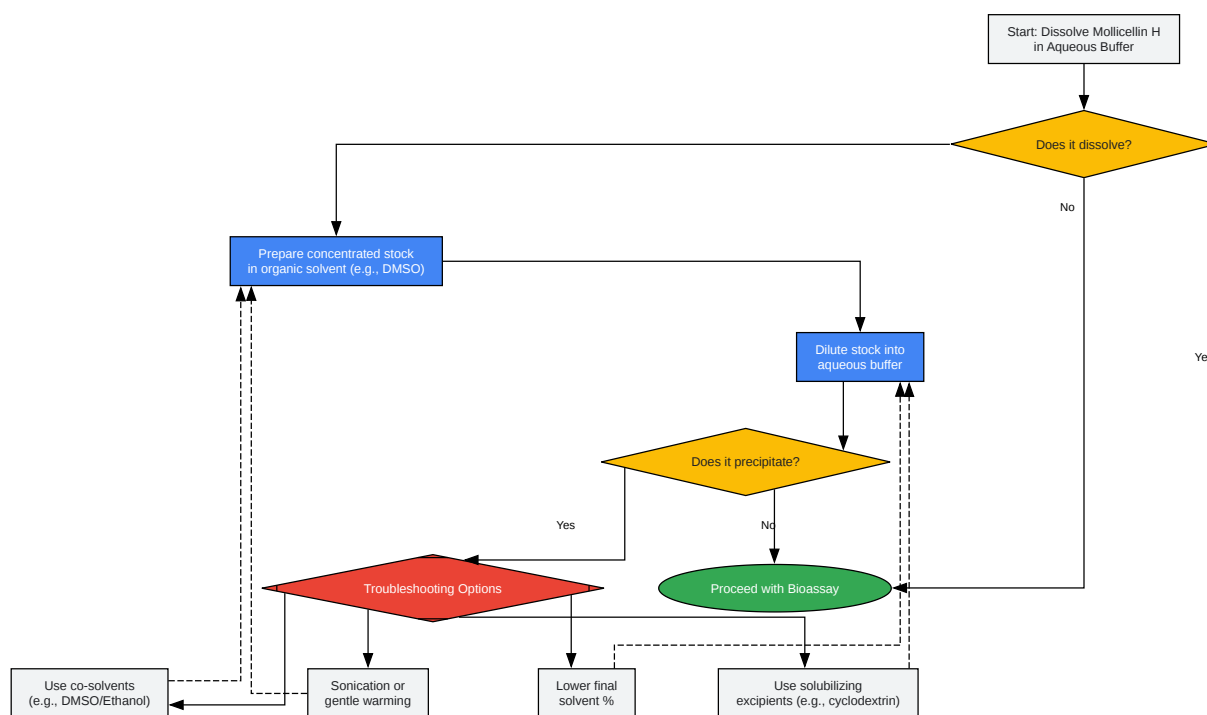 Start: Dissolve Mollicellin H
in Aqueous Buffer
Does it dissolve?
No
Prepare concentrated stock
in organic solvent (e.g., DMSO)
Dilute stock into
aqueous buffer
Ye
Does it precipitate?
Yes
No
Troubleshooting Options
Proceed with Bioassay
Use co-solvents
(e.g., DMSO/Ethanol)
Sonication or
gentle warming
Lower final
solvent %
Use solubilizing
excipients (e.g., cyclodextrin)